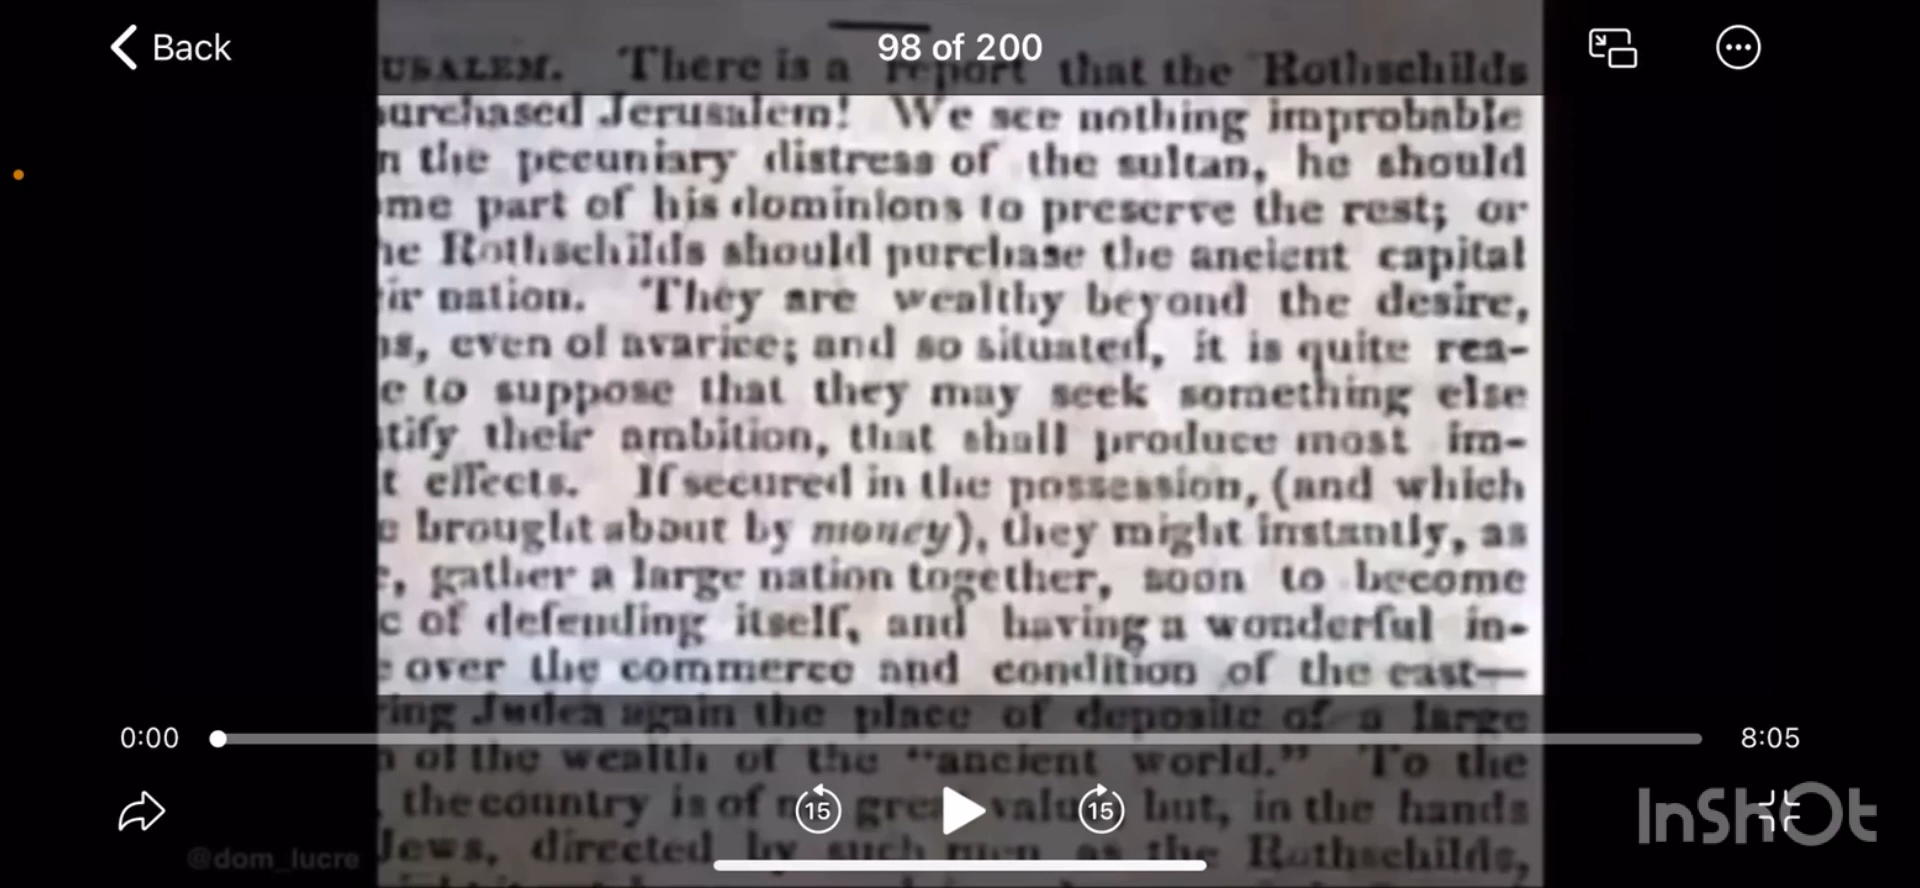 Back
98 of 200
USALEM. There is a report that the Rothschilds
purchased Jerusalem! We see nothing improbable
n the pecuniary distress of the sultan, he should
me part of his dominions to preserve the rest; or
he Rothschilds should purchase the ancient capital
ir nation. They are wealthy beyond the desire,
s, even of avarice; and so situated, it is quite rea-
e to suppose that they may seek something else
tify their ambition, that shall produce most im-
t effects. If secured in the possession, (and which
e brought about by money), they might instantly, as
, gather a large nation together, soon to become
of defending itself, and having a wonderful in-
over the commerce and condition of the east—
ring Judea again the place of deposite of a large
of the wealth of the "ancient world." To the
0:00
8:05
, the country is of great value but, in the hands
15
15
InShOt
@dom_lucre
Jews, directed by such men as the Rothschilds,